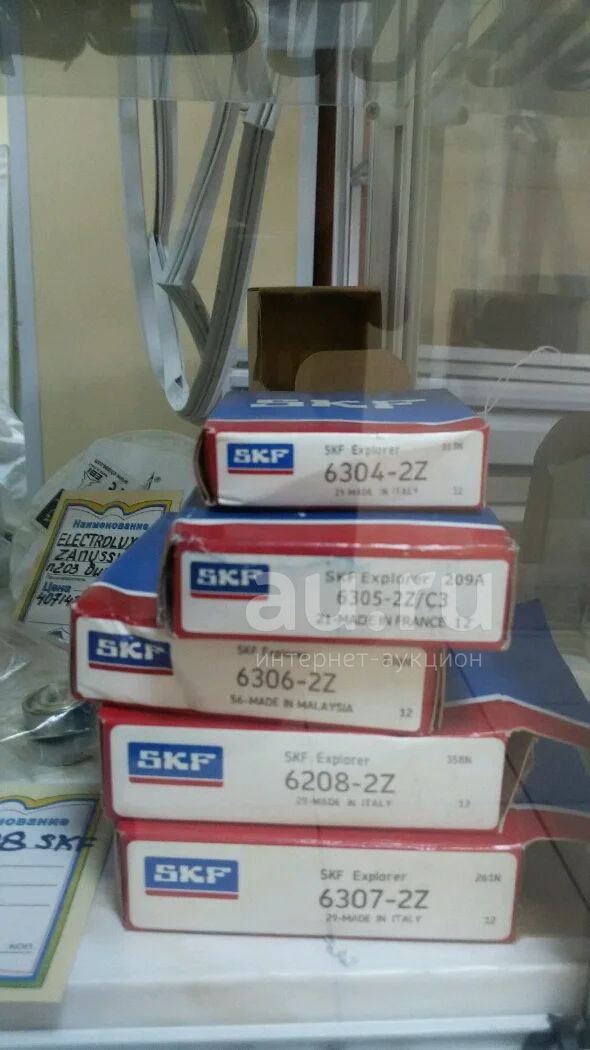 SKF
SKF
SKF Explorer
6304-2Z
29-MADE IN ITALY 12
SKF
SKF Explorer 209A
6305-2Z/C3
21-MADE IN FRANCE 12
au.ru
интернет-аукцион
SKF
SKF Explorer
6306-2Z
56-MADE IN MALAYSIA
12
SKF
SKF Explorer 358N
6208-2Z
29-MADE IN ITALY 12
SKF
SKF Explorer 261N
6307-2Z
29-MADE IN ITALY 12
Наименование
ELECTROLUX
ZANUSSI
П203
Цена
SKF
коп.